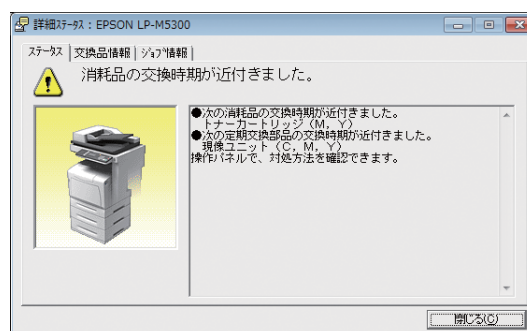 詳細ｽﾃｰﾀｽ : EPSON LP-M5300
ｽﾃｰﾀｽ 交換品情報 ｼﾞｮﾌﾞ情報
消耗品の交換時期が近付きました。
●次の消耗品の交換時期が近付きました。
トナーカートリッジ（M, Y）
●次の定期交換部品の交換時期が近付きました。
現像ユニット（C, M, Y）
操作パネルで、対処方法を確認できます。
閉じる(C)